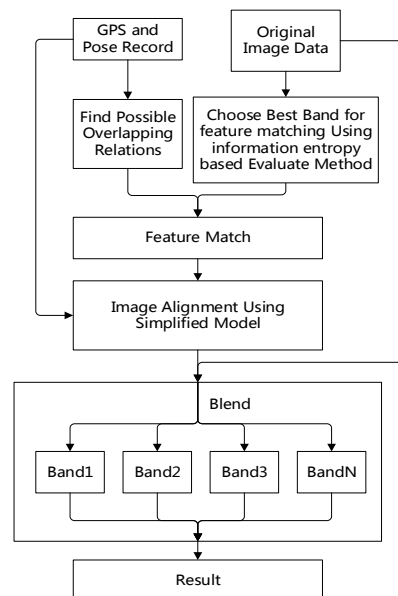 GPS and
Pose Record
Original
Image Data
Find Possible
Overlapping
Relations
Choose Best Band for
feature matching Using
information entropy
based Evaluate Method
Feature Match
Image Alignment Using
Simplified Model
Blend
Band1
Band2
Band3
BandN
Result